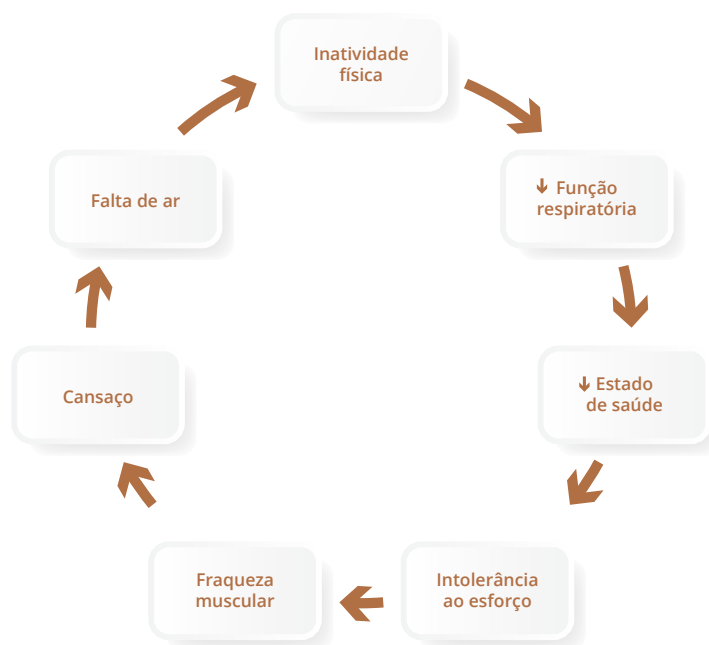 Inatividade
física
↓ Função
respiratória
↓ Estado
de saúde
Intolerância
ao esforço
Fraqueza
muscular
Cansaço
Falta de ar